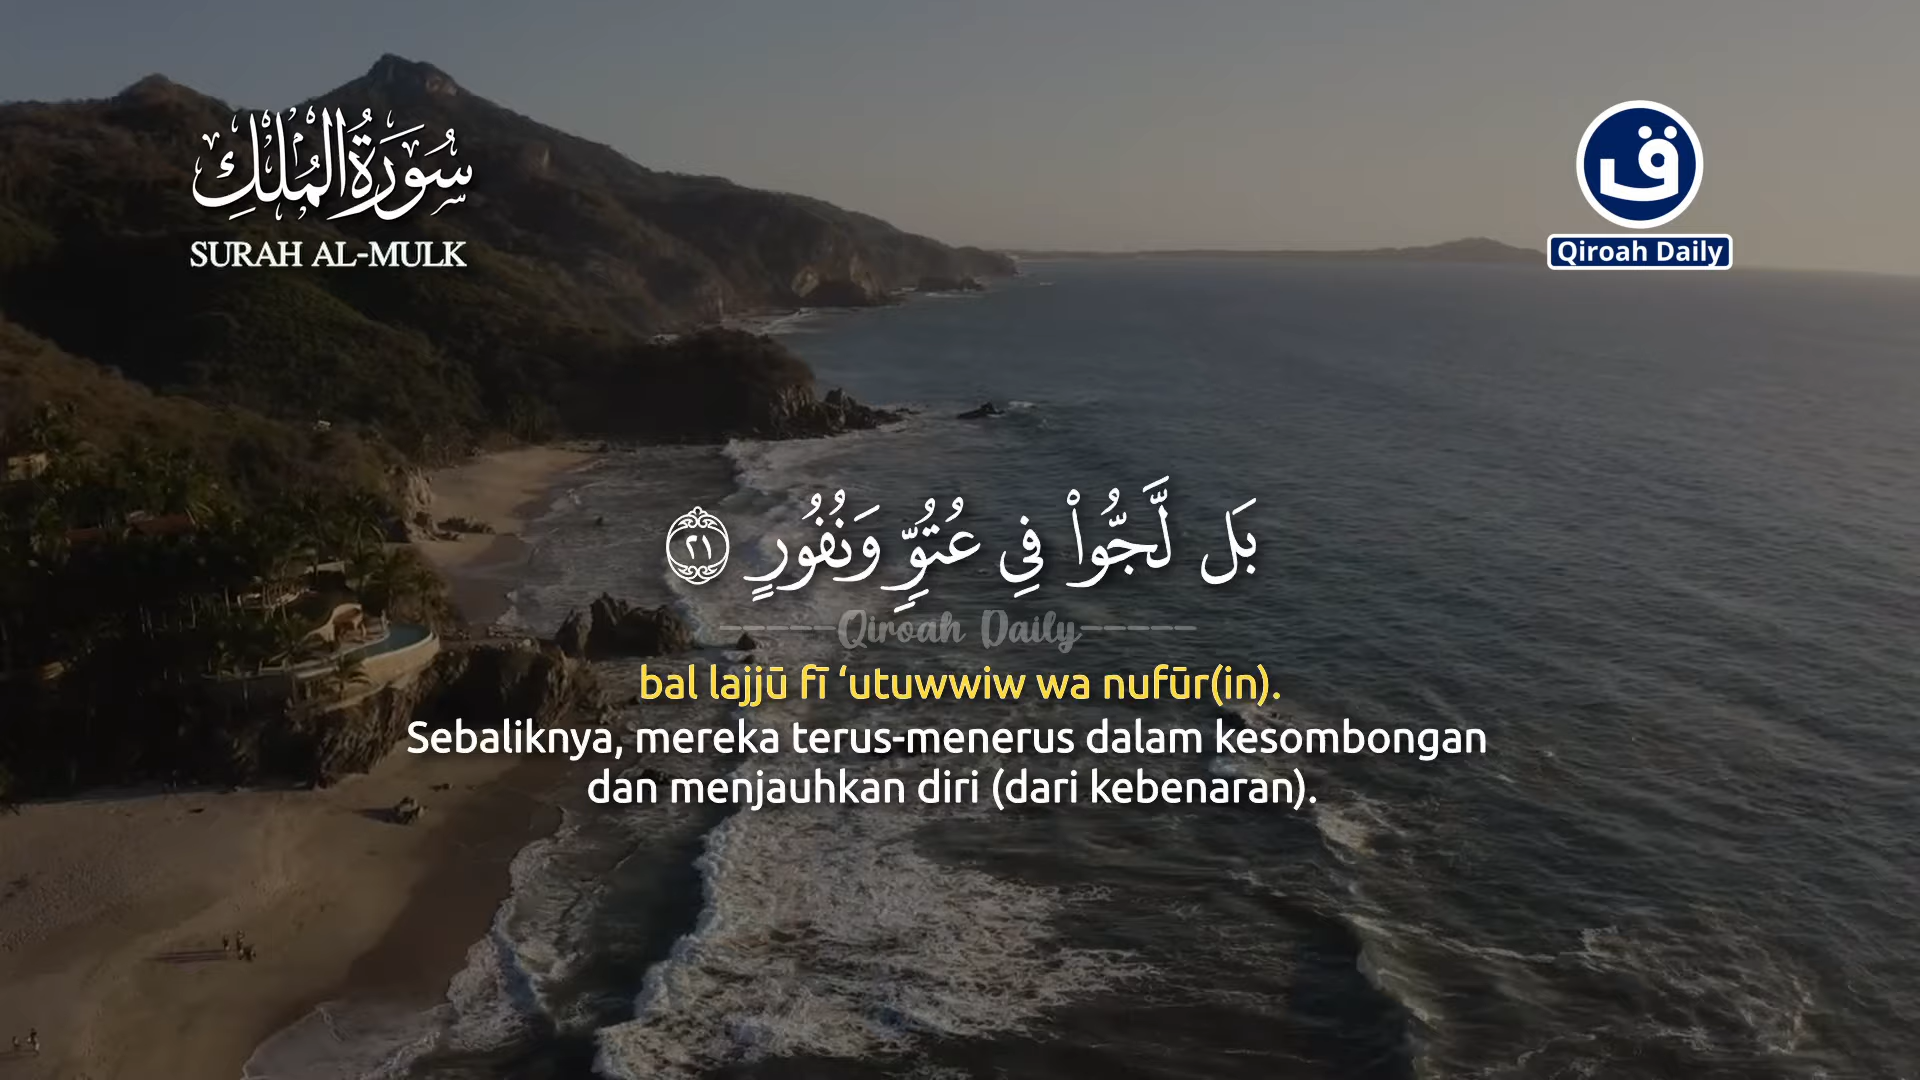 سُورَةُ الْمُلْكِ
SURAH AL-MULK
ق
Qiroah Daily
بَل لَّجُّوا۟ فِي عُتُوٍّ وَنُفُورٍ ٢١
Qiroah Daily
bal lajjū fī ‘utuwwiw wa nufūr(in).
Sebaliknya, mereka terus-menerus dalam kesombongan
dan menjauhkan diri (dari kebenaran).